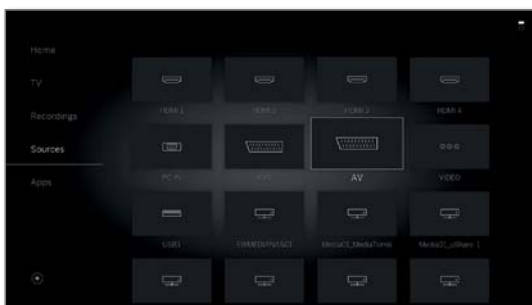 Home
TV
Recordings
Sources
Apps
HDMI 1
HDMI 2
HDMI 3
HDMI 4
PC IN
AV
VIDEO
USB1